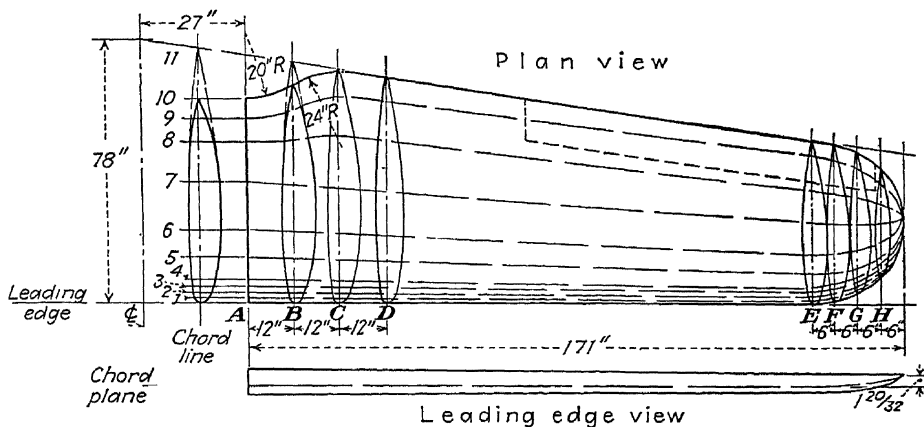 27"
11
20"R
Plan view
10
9
24"R
8
78"
7
6
5
4
3
2
1
Leading edge
℄
A
B
C
D
E
F
G
H
12"
12"
12"
6"
6"
6"
6"
Chord line
171"
Chord plane
1 20/32"
Leading edge view